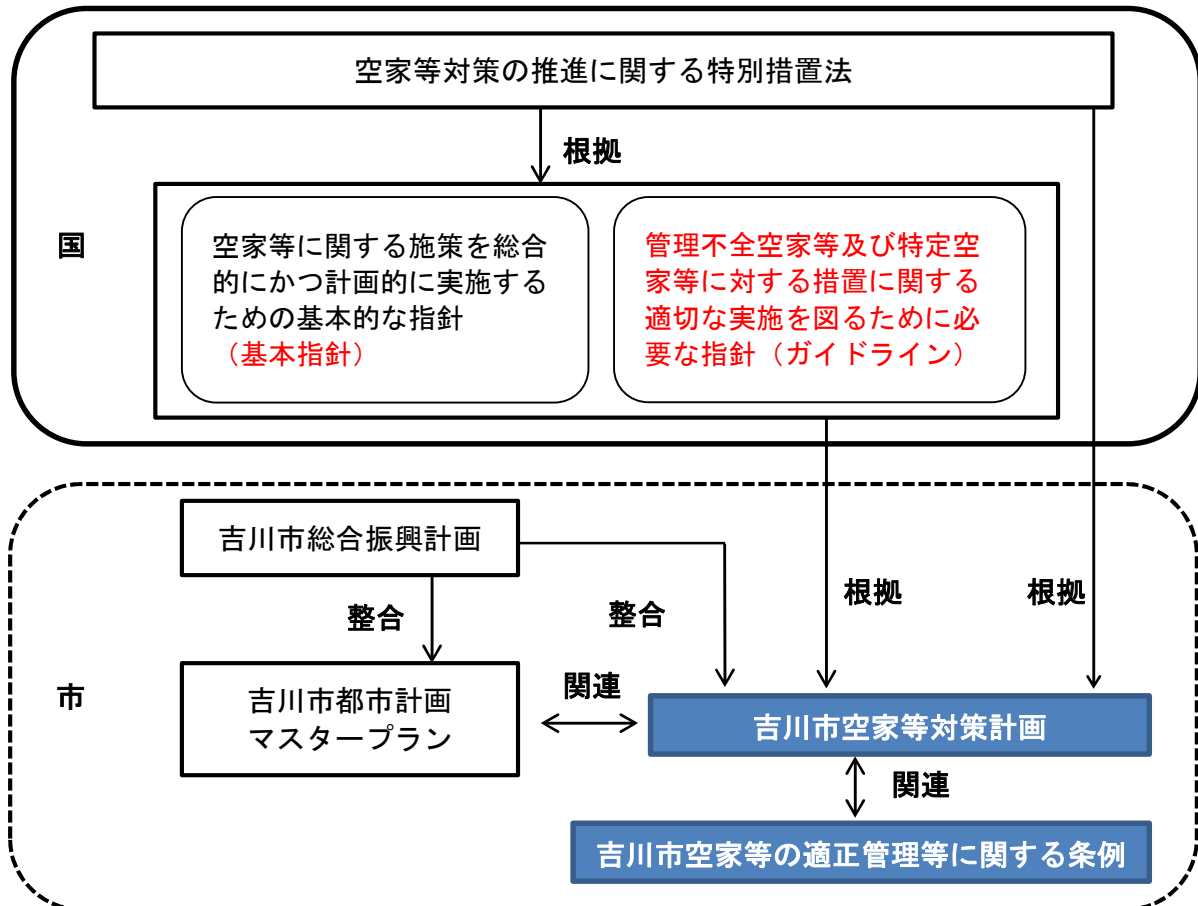 空家等対策の推進に関する特別措置法
根拠
国
空家等に関する施策を総合
的にかつ計画的に実施する
ための基本的な指針
（基本指針）
管理不全空家等及び特定空
家等に対する措置に関する
適切な実施を図るために必
要な指針（ガイドライン）
吉川市総合振興計画
整合
整合
根拠
根拠
市
吉川市都市計画
マスタープラン
関連
吉川市空家等対策計画
関連
吉川市空家等の適正管理等に関する条例